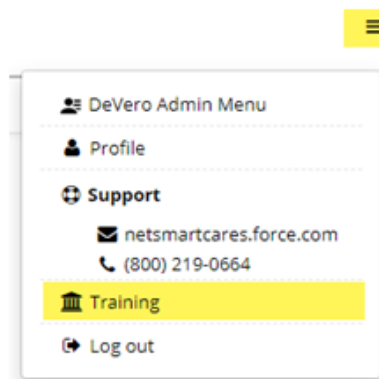 DeVero Admin Menu
Profile
Support
netsmartcares.force.com
(800) 219-0664
Training
Log out